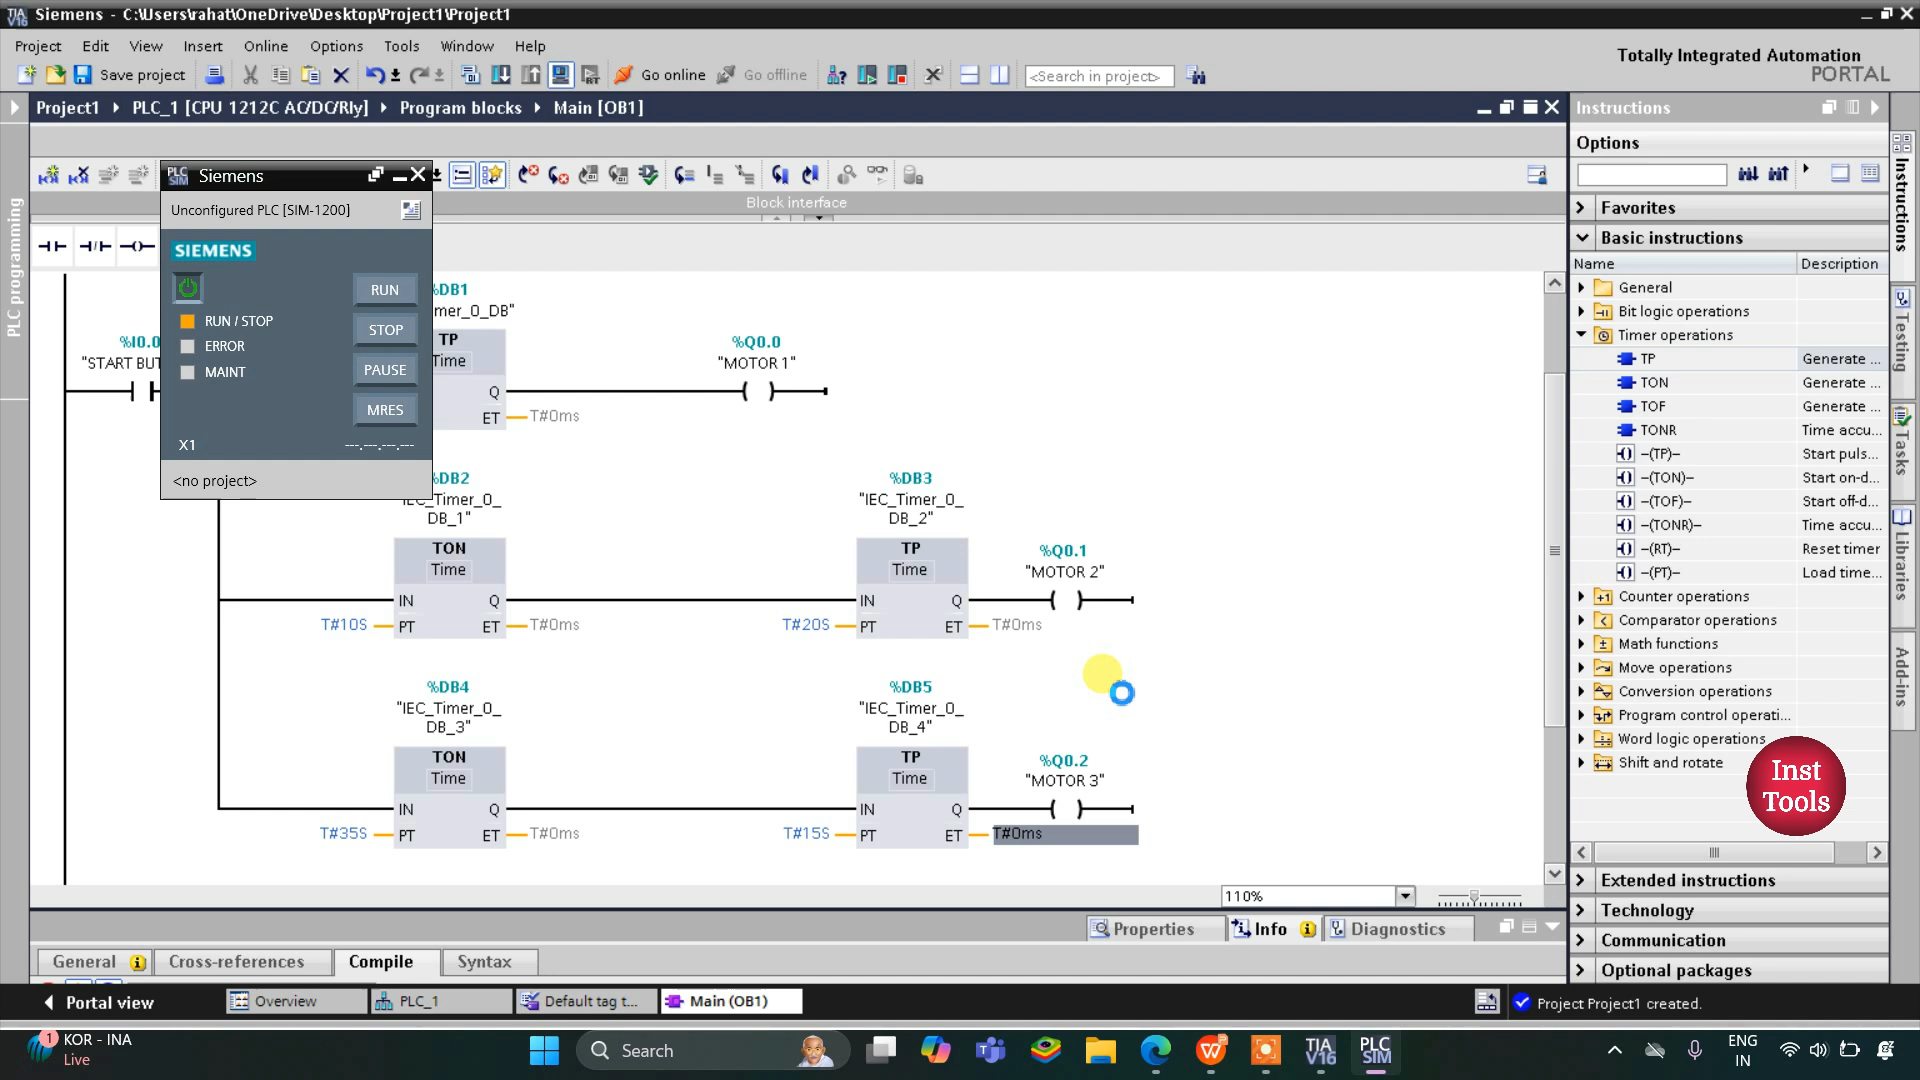 Siemens - C:\Users\rahat\OneDrive\Desktop\Project1\Project1
Project Edit View Insert Online Options Tools Window Help
Totally Integrated Automation
PORTAL
Save project
Go online
Go offline
<Search in project>
Project1 PLC_1 [CPU 1212C AC/DC/Rly] Program blocks Main [OB1]
PLC programming
Block interface
PLC SIM Siemens
Unconfigured PLC [SIM-1200]
SIEMENS
RUN
RUN / STOP
STOP
ERROR
MAINT
PAUSE
MRES
X1
---.---.---.---
<no project>
%DB1
mer_0_DB"
TP
Time
Q
ET
T#0ms
%I0.0
"START BUT
%Q0.0
"MOTOR 1"
%DB2
"IEC_Timer_0_
DB_1"
TON
Time
IN Q
T#10S PT ET T#0ms
%DB3
"IEC_Timer_0_
DB_2"
TP
Time
IN Q
T#20S PT ET T#0ms
%Q0.1
"MOTOR 2"
%DB4
"IEC_Timer_0_
DB_3"
TON
Time
IN Q
T#35S PT ET T#0ms
%DB5
"IEC_Timer_0_
DB_4"
TP
Time
IN Q
T#15S PT ET T#0ms
%Q0.2
"MOTOR 3"
110%
Properties Info Diagnostics
General Cross-references Compile Syntax
Instructions
Options
Favorites
Basic instructions
Name Description
General
Bit logic operations
Timer operations
TP Generate ...
TON Generate ...
TOF Generate ...
TONR Time accu...
–(TP)– Start puls...
–(TON)– Start on-d...
–(TOF)– Start off-d...
–(TONR)– Time accu...
–(RT)– Reset timer
–(PT)– Load time...
Counter operations
Comparator operations
Math functions
Move operations
Conversion operations
Program control operati...
Word logic operations
Shift and rotate
Inst
Tools
Extended instructions
Technology
Communication
Optional packages
Instructions
Testing
Tasks
Libraries
Add-ins
Portal view Overview PLC_1 Default tag t... Main (OB1)
Project Project1 created.
1
KOR - INA
Live
Search
TIA V16
PLC SIM
ENG
IN